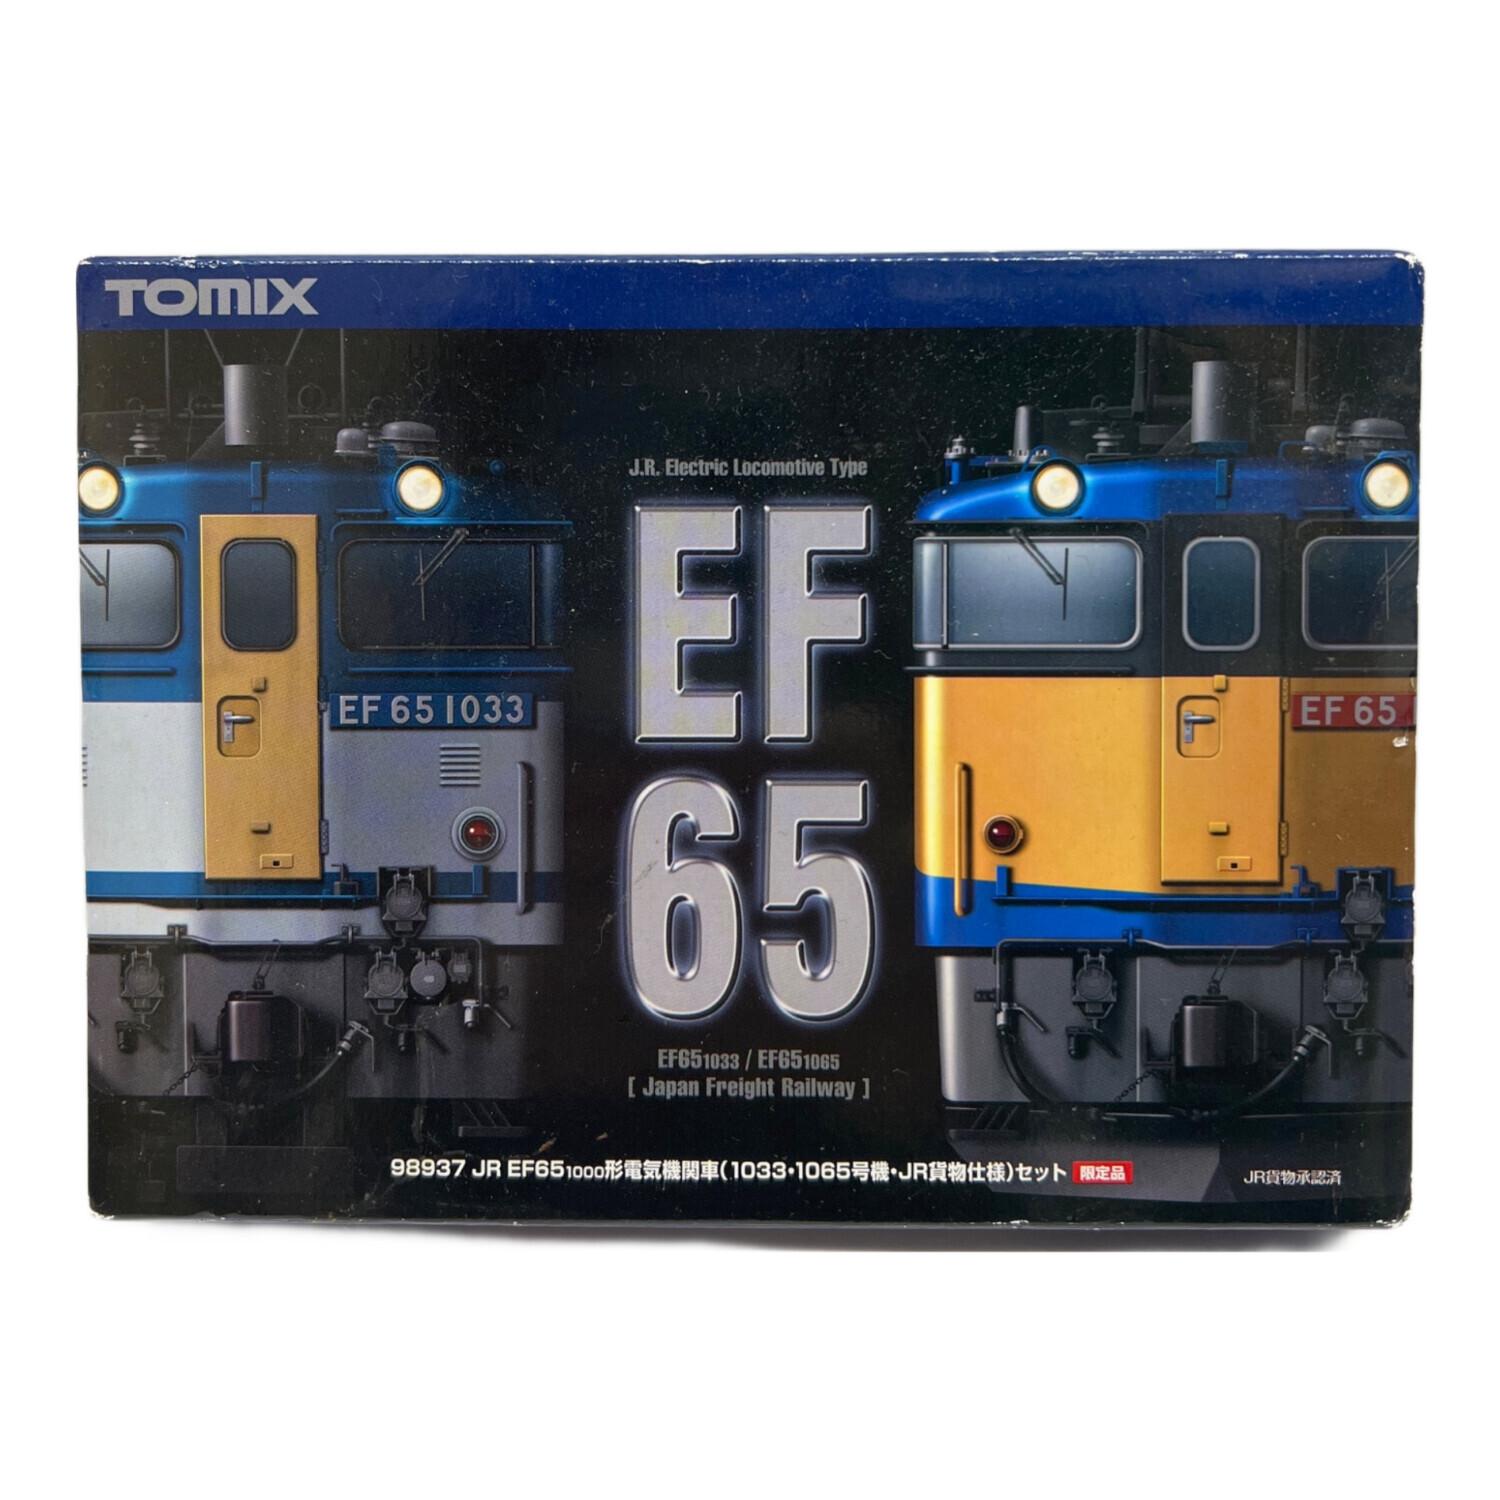 TOMIX
J.R. Electric Locomotive Type
EF
65
EF 65 1033
EF 65
EF651033 / EF651065
[ Japan Freight Railway ]
98937 JR EF651000形電気機関車(1033・1065号機・JR貨物仕様)セット 限定品
JR貨物承認済